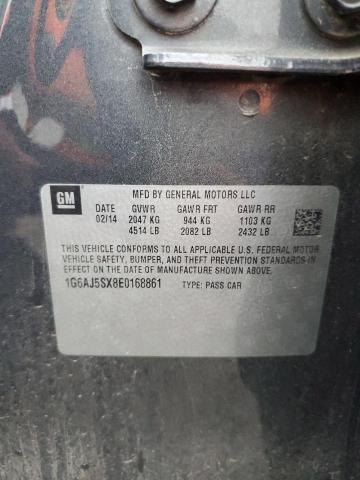 GM
MFD BY GENERAL MOTORS LLC
DATE GVWR GAWR FRT GAWR RR
02/14 2047 KG 944 KG 1103 KG
4514 LB 2082 LB 2432 LB
THIS VEHICLE CONFORMS TO ALL APPLICABLE U.S. FEDERAL MOTOR
VEHICLE SAFETY, BUMPER, AND THEFT PREVENTION STANDARDS
IN EFFECT ON THE DATE OF MANUFACTURE SHOWN ABOVE.
1G6AJ5SX8E0168861 TYPE: PASS CAR